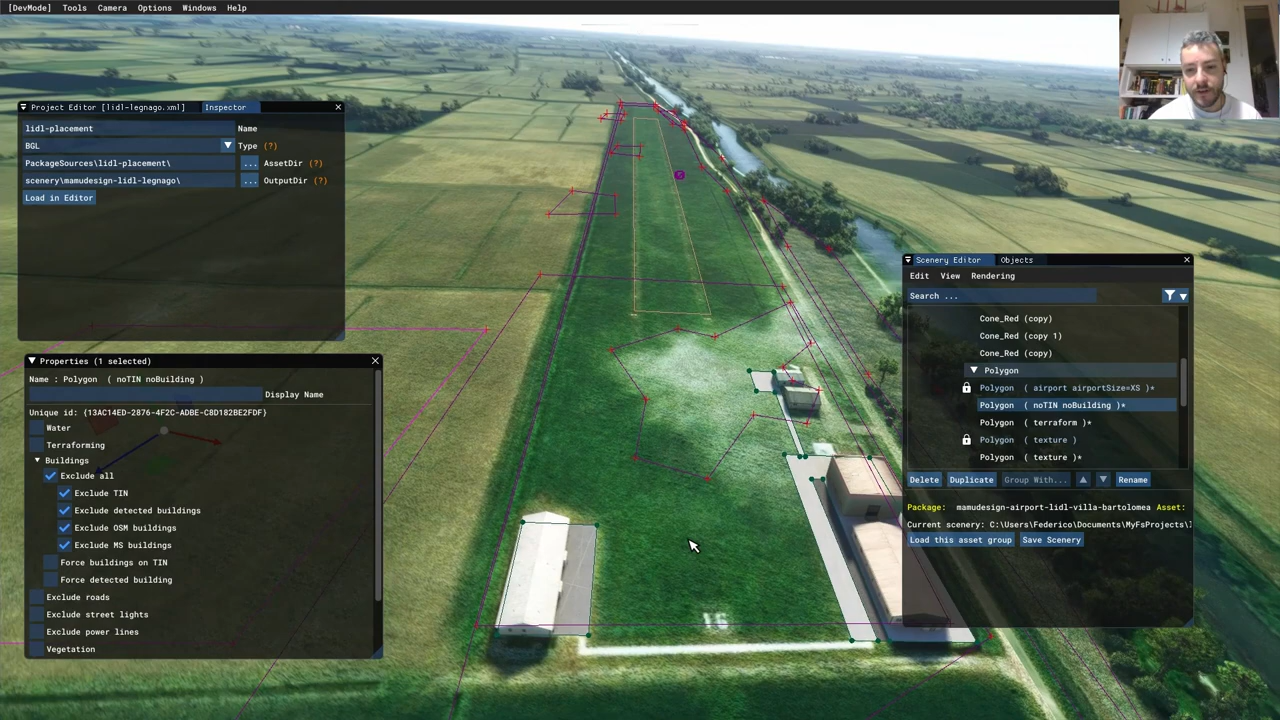 [DevMode] Tools Camera Options Windows Help
Project Editor [lidl-legnago.xml] Inspector
lidl-placement Name
BGL Type (?)
PackageSources\lidl-placement\ ... AssetDir (?)
scenery\mamudesign-lidl-legnago\ ... OutputDir (?)
Load in Editor
Properties (1 selected)
Name : Polygon ( noTIN noBuilding )
Display Name
Unique id: {13AC14ED-2876-4F2C-ADBE-C8D182BE2FDF}
Water
Terraforming
Buildings
Exclude all
Exclude TIN
Exclude detected buildings
Exclude OSM buildings
Exclude MS buildings
Force buildings on TIN
Force detected building
Exclude roads
Exclude street lights
Exclude power lines
Vegetation
Scenery Editor Objects
Edit View Rendering
Search ...
Cone_Red (copy)
Cone_Red (copy 1)
Cone_Red (copy)
Polygon
Polygon ( airport airportSize=XS )*
Polygon ( noTIN noBuilding )*
Polygon ( terraform )*
Polygon ( texture )
Polygon ( texture )*
Delete Duplicate Group With... Rename
Package: mamudesign-airport-lidl-villa-bartolomea Asset:
Current scenery: C:\Users\Federico\Documents\MyFsProjects\
Load this asset group Save Scenery